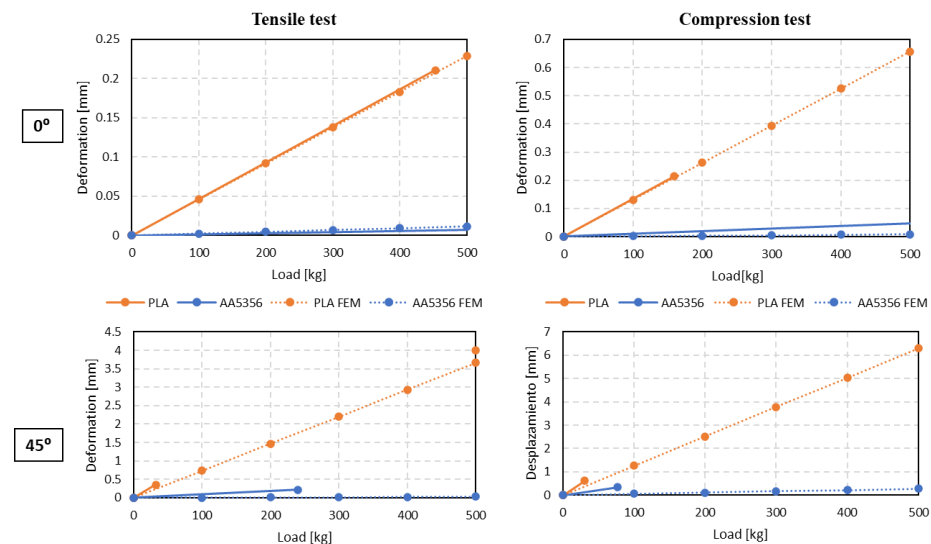 Tensile test
Compression test
0º
Deformation [mm]
0.25
0.2
0.15
0.1
0.05
0
0 100 200 300 400 500
Load [kg]
Deformation [mm]
0.7
0.6
0.5
0.4
0.3
0.2
0.1
0
0 100 200 300 400 500
Load[kg]
PLA AA5356 PLA FEM AA5356 FEM
PLA AA5356 PLA FEM AA5356 FEM
45º
Deformation [mm]
4.5
4
3.5
3
2.5
2
1.5
1
0.5
0
0 100 200 300 400 500
Load [kg]
Desplazamiento [mm]
7
6
5
4
3
2
1
0
0 100 200 300 400 500
Load [kg]